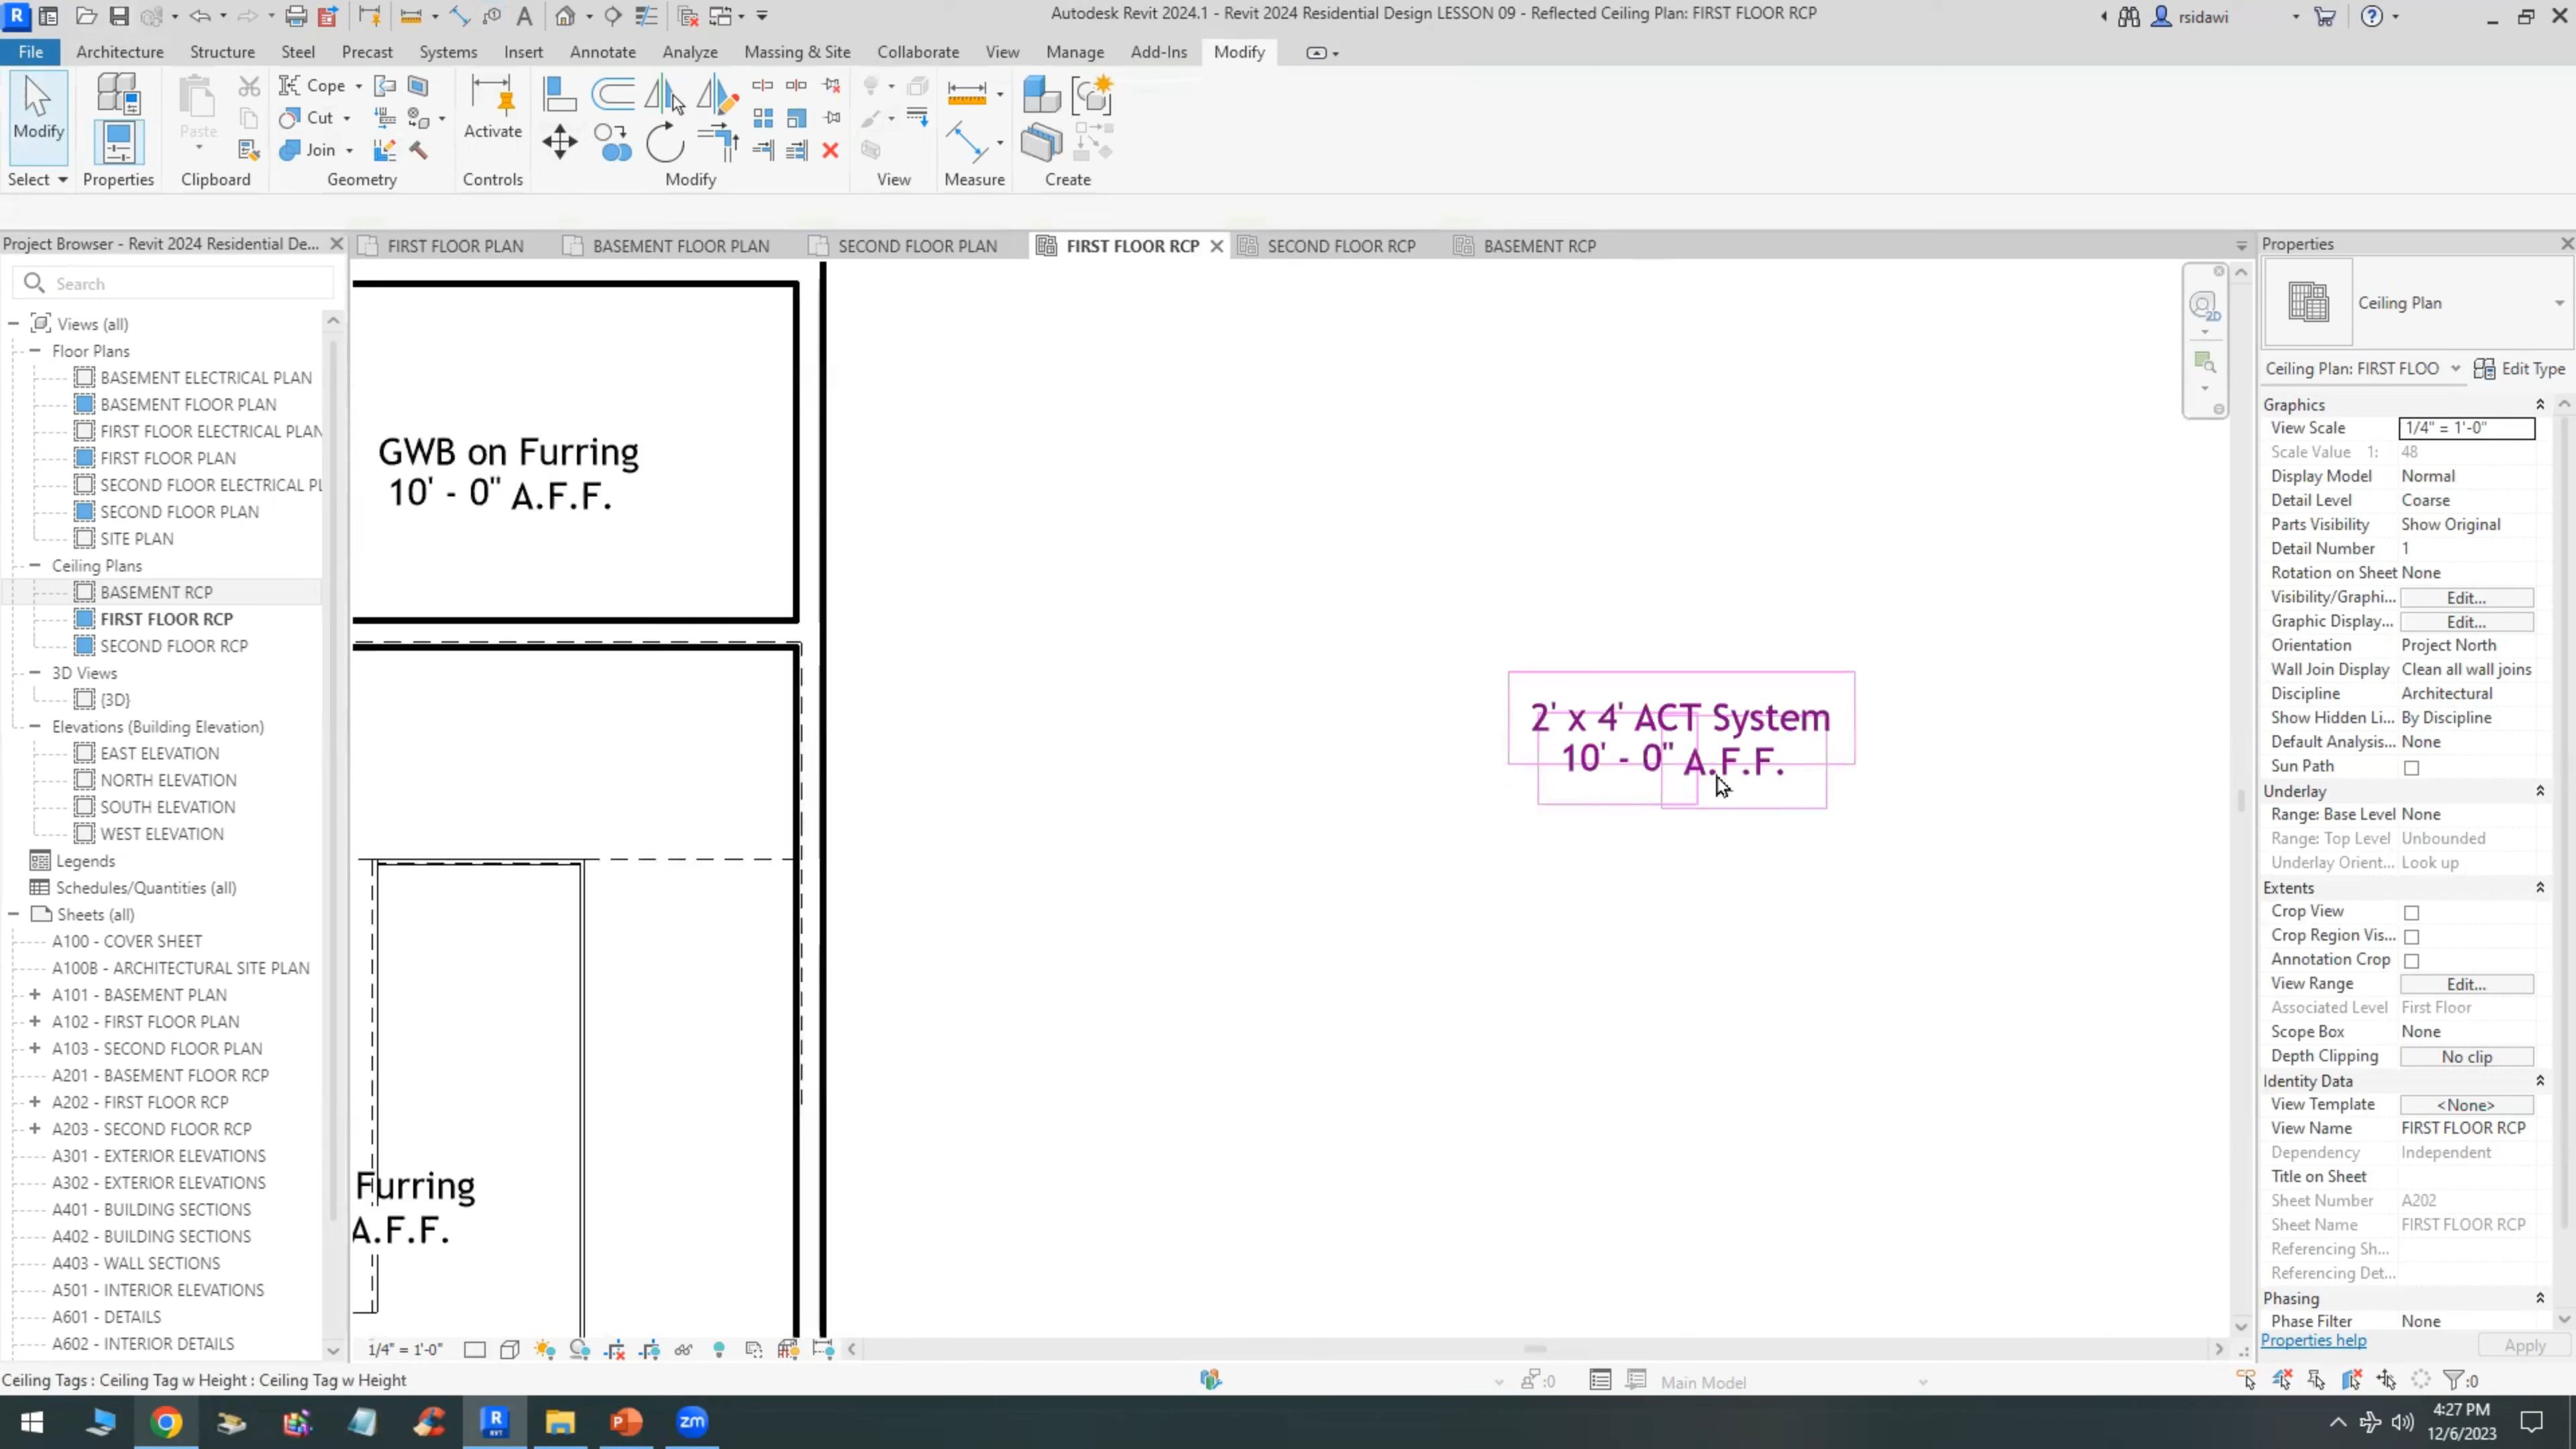 Autodesk Revit 2024.1 - Revit 2024 Residential Design LESSON 09 - Reflected Ceiling Plan: FIRST FLOOR RCP
rsidawi
File Architecture Structure Steel Precast Systems Insert Annotate Analyze Massing & Site Collaborate View Manage Add-Ins Modify
Modify Paste Cope Cut Join Activate
Select Properties Clipboard Geometry Controls Modify View Measure Create
Project Browser - Revit 2024 Residential De...
FIRST FLOOR PLAN BASEMENT FLOOR PLAN SECOND FLOOR PLAN FIRST FLOOR RCP SECOND FLOOR RCP BASEMENT RCP
Search
Views (all)
Floor Plans
BASEMENT ELECTRICAL PLAN
BASEMENT FLOOR PLAN
FIRST FLOOR ELECTRICAL PLAN
FIRST FLOOR PLAN
SECOND FLOOR ELECTRICAL PL
SECOND FLOOR PLAN
SITE PLAN
Ceiling Plans
BASEMENT RCP
FIRST FLOOR RCP
SECOND FLOOR RCP
3D Views
{3D}
Elevations (Building Elevation)
EAST ELEVATION
NORTH ELEVATION
SOUTH ELEVATION
WEST ELEVATION
Legends
Schedules/Quantities (all)
Sheets (all)
A100 - COVER SHEET
A100B - ARCHITECTURAL SITE PLAN
A101 - BASEMENT PLAN
A102 - FIRST FLOOR PLAN
A103 - SECOND FLOOR PLAN
A201 - BASEMENT FLOOR RCP
A202 - FIRST FLOOR RCP
A203 - SECOND FLOOR RCP
A301 - EXTERIOR ELEVATIONS
A302 - EXTERIOR ELEVATIONS
A401 - BUILDING SECTIONS
A402 - BUILDING SECTIONS
A403 - WALL SECTIONS
A501 - INTERIOR ELEVATIONS
A601 - DETAILS
A602 - INTERIOR DETAILS
GWB on Furring
10' - 0" A.F.F.
Furring
A.F.F.
2' x 4' ACT System
10' - 0" A.F.F.
2D
Properties
Ceiling Plan
Ceiling Plan: FIRST FLOO Edit Type
Graphics
View Scale 1/4" = 1'-0"
Scale Value 1: 48
Display Model Normal
Detail Level Coarse
Parts Visibility Show Original
Detail Number 1
Rotation on Sheet None
Visibility/Graphi... Edit...
Graphic Display... Edit...
Orientation Project North
Wall Join Display Clean all wall joins
Discipline Architectural
Show Hidden Li... By Discipline
Default Analysis... None
Sun Path
Underlay
Range: Base Level None
Range: Top Level Unbounded
Underlay Orient... Look up
Extents
Crop View
Crop Region Vis...
Annotation Crop
View Range Edit...
Associated Level First Floor
Scope Box None
Depth Clipping No clip
Identity Data
View Template <None>
View Name FIRST FLOOR RCP
Dependency Independent
Title on Sheet
Sheet Number A202
Sheet Name FIRST FLOOR RCP
Referencing Sh...
Referencing Det...
Phasing
Phase Filter None
Properties help Apply
1/4" = 1'-0"
Ceiling Tags : Ceiling Tag w Height : Ceiling Tag w Height
:0
Main Model
:0
R
RVT
zm
4:27 PM
12/6/2023